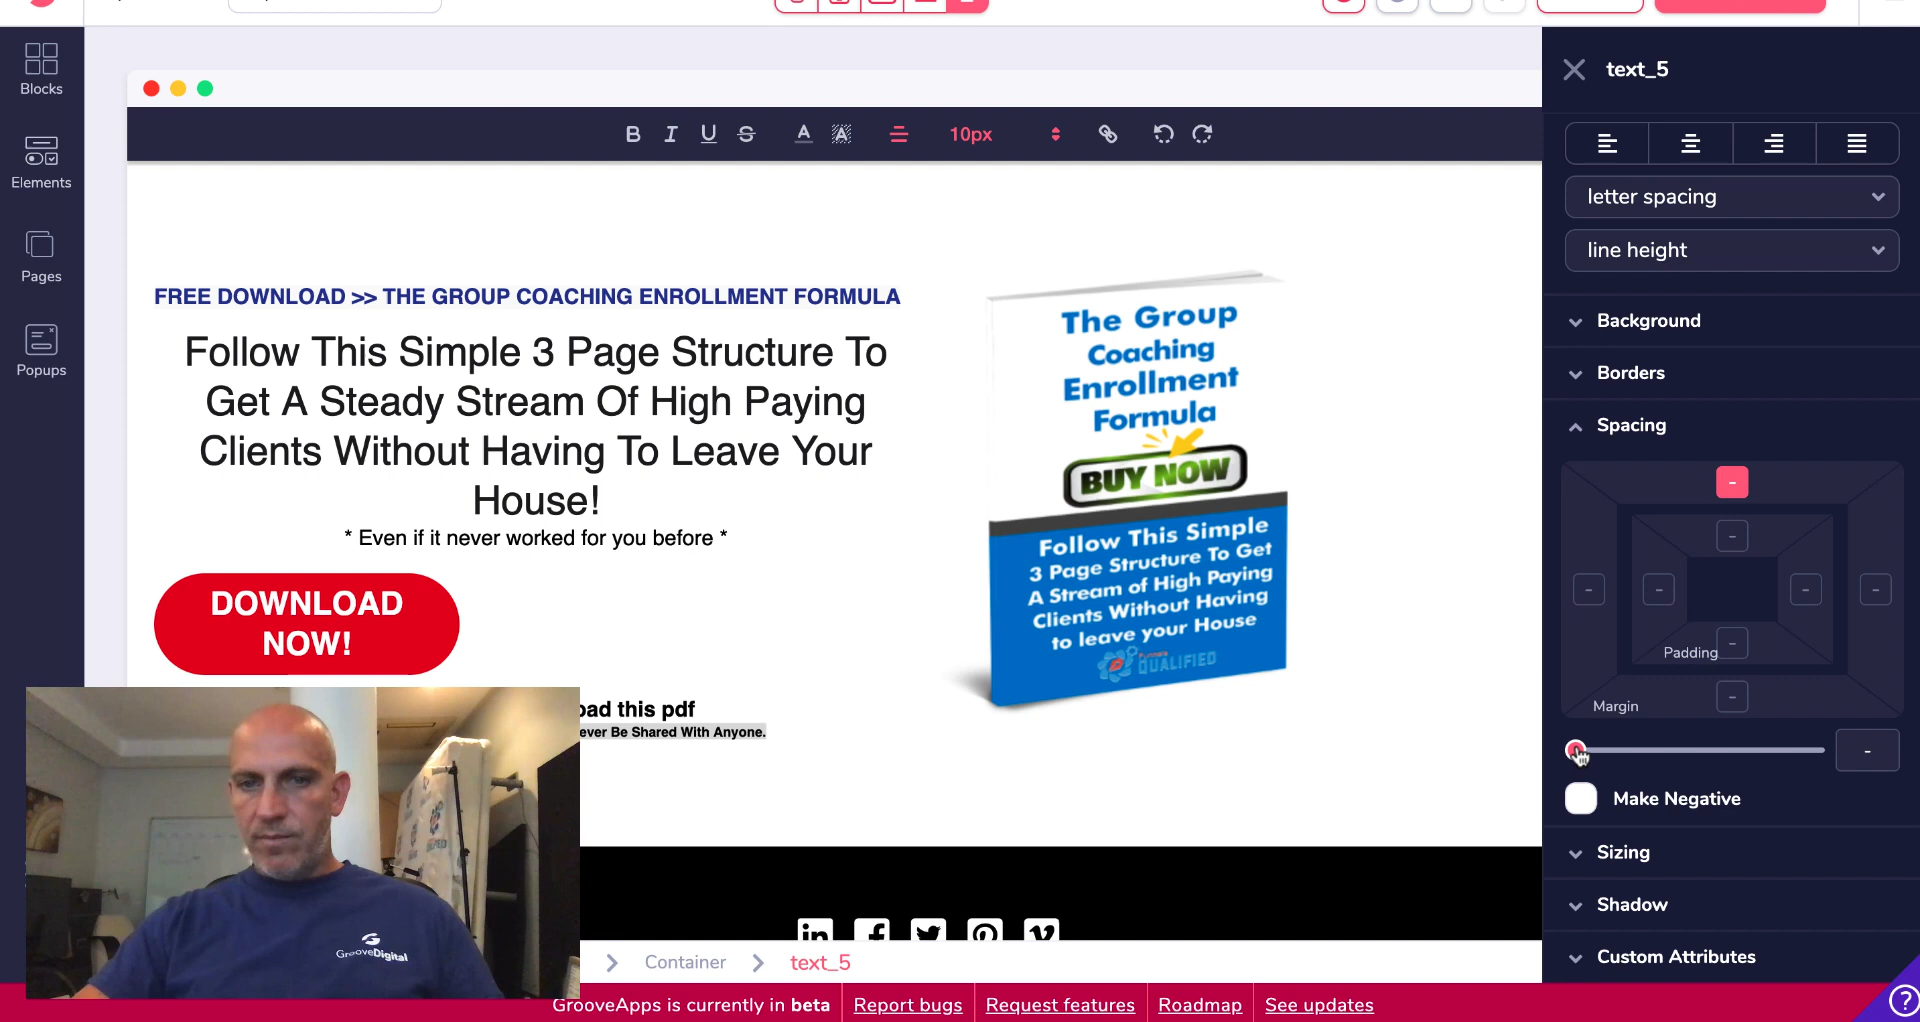 text_5
Blocks
Elements
Pages
Popups
10px
letter spacing
line height
Background
Borders
Spacing
Padding
Margin
Make Negative
Sizing
Shadow
Custom Attributes
FREE DOWNLOAD >> THE GROUP COACHING ENROLLMENT FORMULA
Follow This Simple 3 Page Structure To
Get A Steady Stream Of High Paying
Clients Without Having To Leave Your
House!
* Even if it never worked for you before *
DOWNLOAD
NOW!
this pdf
Be Shared With Anyone.
The Group
Coaching
Enrollment
Formula
BUY NOW
Follow This Simple
3 Page Structure To Get
A Stream of High Paying
Clients Without Having
to leave your House
QUALIFIED
GrooveDigital
Container
text_5
GrooveApps is currently in beta
Report bugs
Request features
Roadmap
See updates